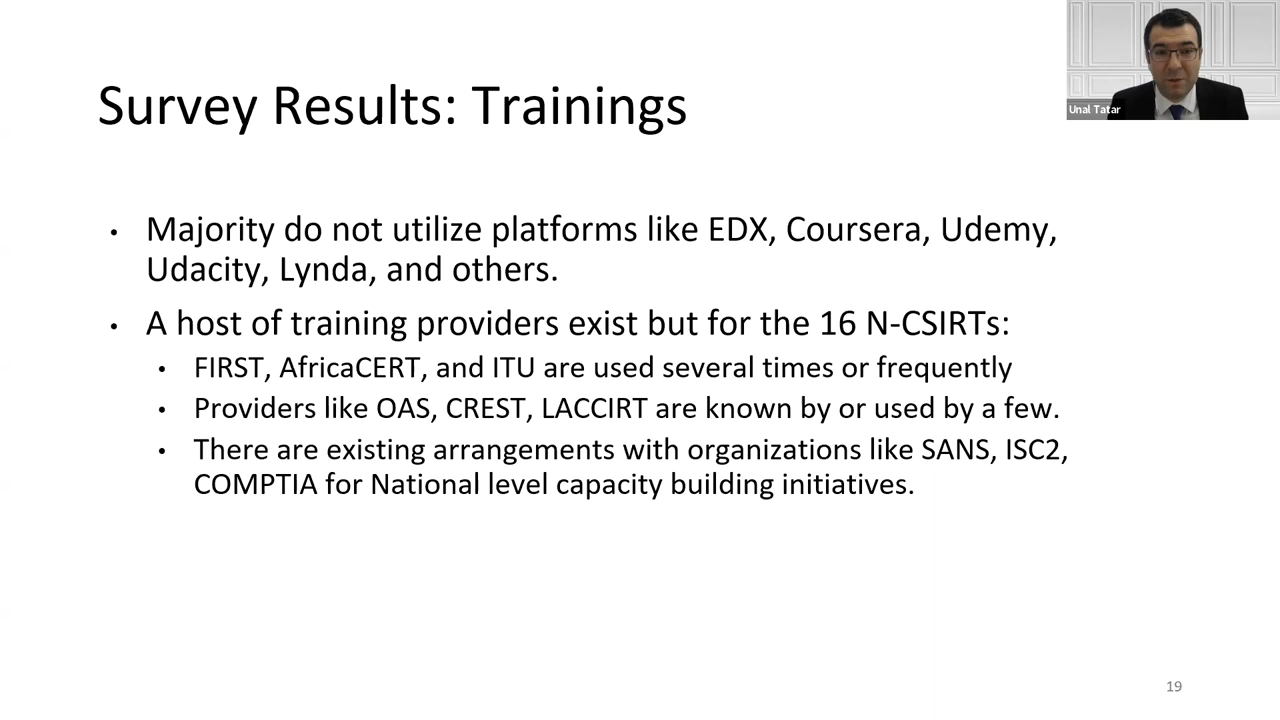 Unal Tatar
Survey Results: Trainings
• Majority do not utilize platforms like EDX, Coursera, Udemy,
Udacity, Lynda, and others.
• A host of training providers exist but for the 16 N-CSIRTs:
• FIRST, AfricaCERT, and ITU are used several times or frequently
• Providers like OAS, CREST, LACCIRT are known by or used by a few.
• There are existing arrangements with organizations like SANS, ISC2,
COMPTIA for National level capacity building initiatives.
19